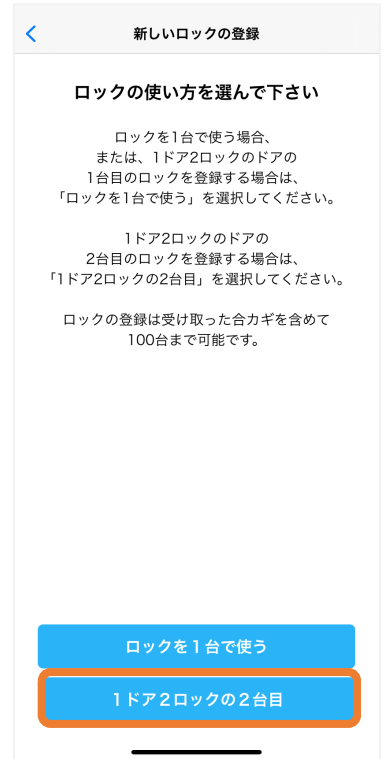 新しいロックの登録
ロックの使い方を選んで下さい
ロックを1台で使う場合、
または、1ドア2ロックのドアの
1台目のロックを登録する場合は、
「ロックを1台で使う」を選択してください。
1ドア2ロックのドアの
2台目のロックを登録する場合は、
「1ドア2ロックの2台目」を選択してください。
ロックの登録は受け取った合カギを含めて
100台まで可能です。
ロックを１台で使う
１ドア２ロックの２台目